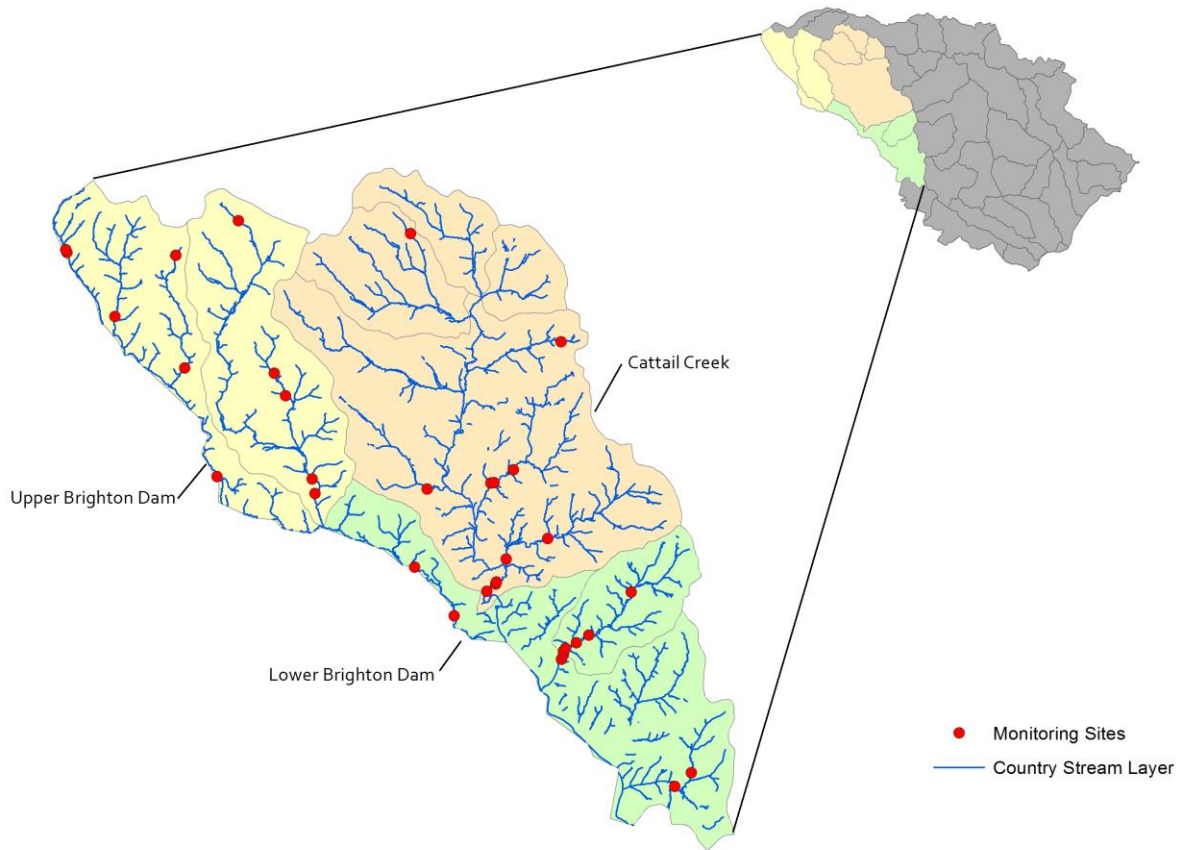 Cattail Creek
Upper Brighton Dam
Lower Brighton Dam
Monitoring Sites
Country Stream Layer